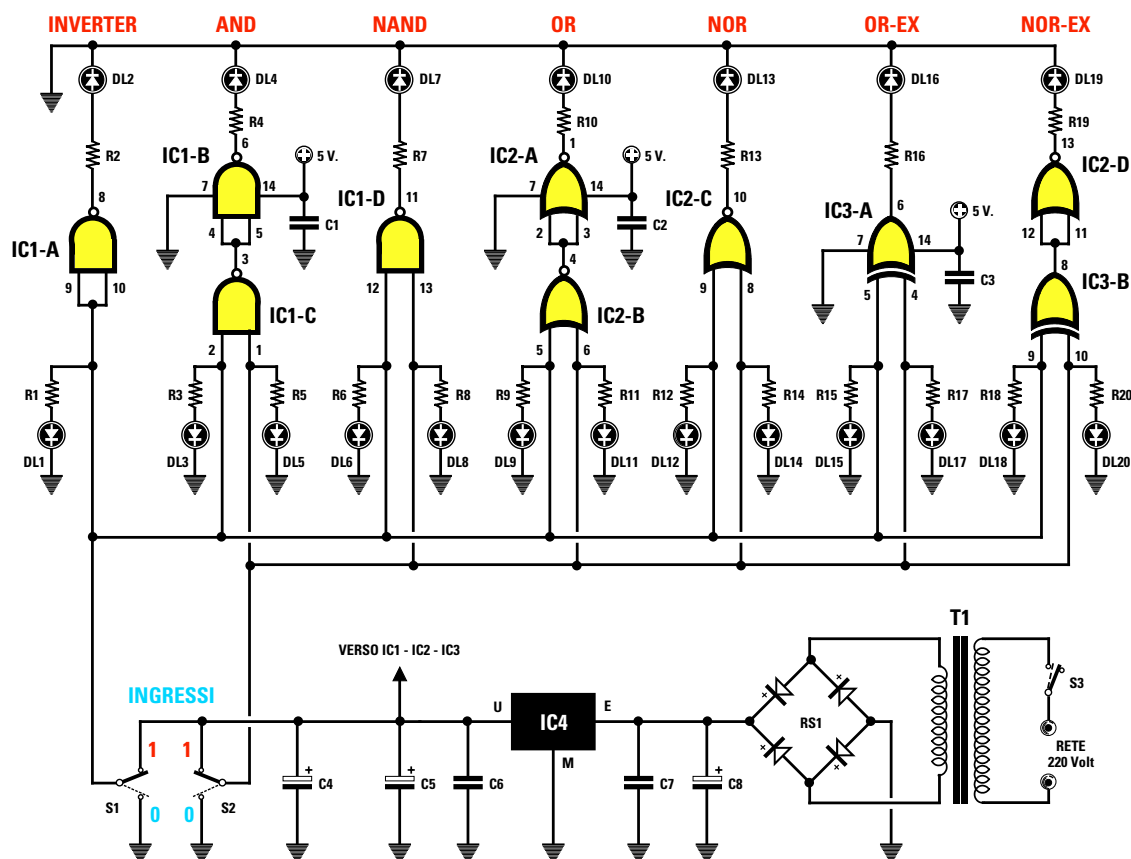 INVERTER AND NAND OR NOR OR-EX NOR-EX
DL2 DL4 DL7 DL10 DL13 DL16 DL19
R4 R10 R19
6 1 13
R2 IC1-B 5 V. R7 IC2-A 5 V. R13 R16 IC2-D
7 14 7 14
8 IC1-D 11 IC2-C 10 IC3-A 6 5 V.
C1 C2
4 5 2 3 12 11
IC1-A 7 14
3 4 8
9 10 12 13 9 8 5 4 C3 IC3-B
IC1-C IC2-B
2 1 5 6 9 10
R1 R3 R5 R6 R8 R9 R11 R12 R14 R15 R17 R18 R20
DL1 DL3 DL5 DL6 DL8 DL9 DL11 DL12 DL14 DL15 DL17 DL18 DL20
T1
VERSO IC1 - IC2 - IC3
S3
INGRESSI
U IC4 E RS1
RETE
220 Volt
1 1 M
+ + +
C4 C5 C6 C7 C8
S1 0 0 S2